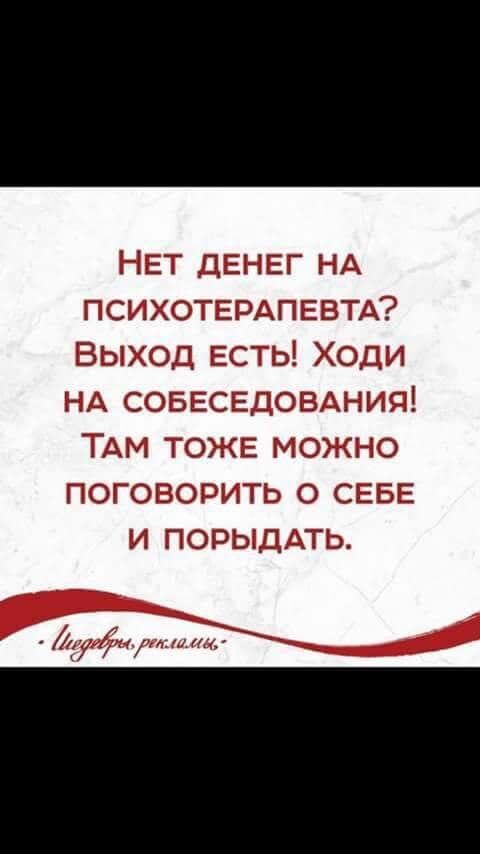 Нет денег на
психотерапевта?
Выход есть! Ходи
на собеседования!
Там тоже можно
поговорить о себе
и порыдать.
• Шедевры рекламы •